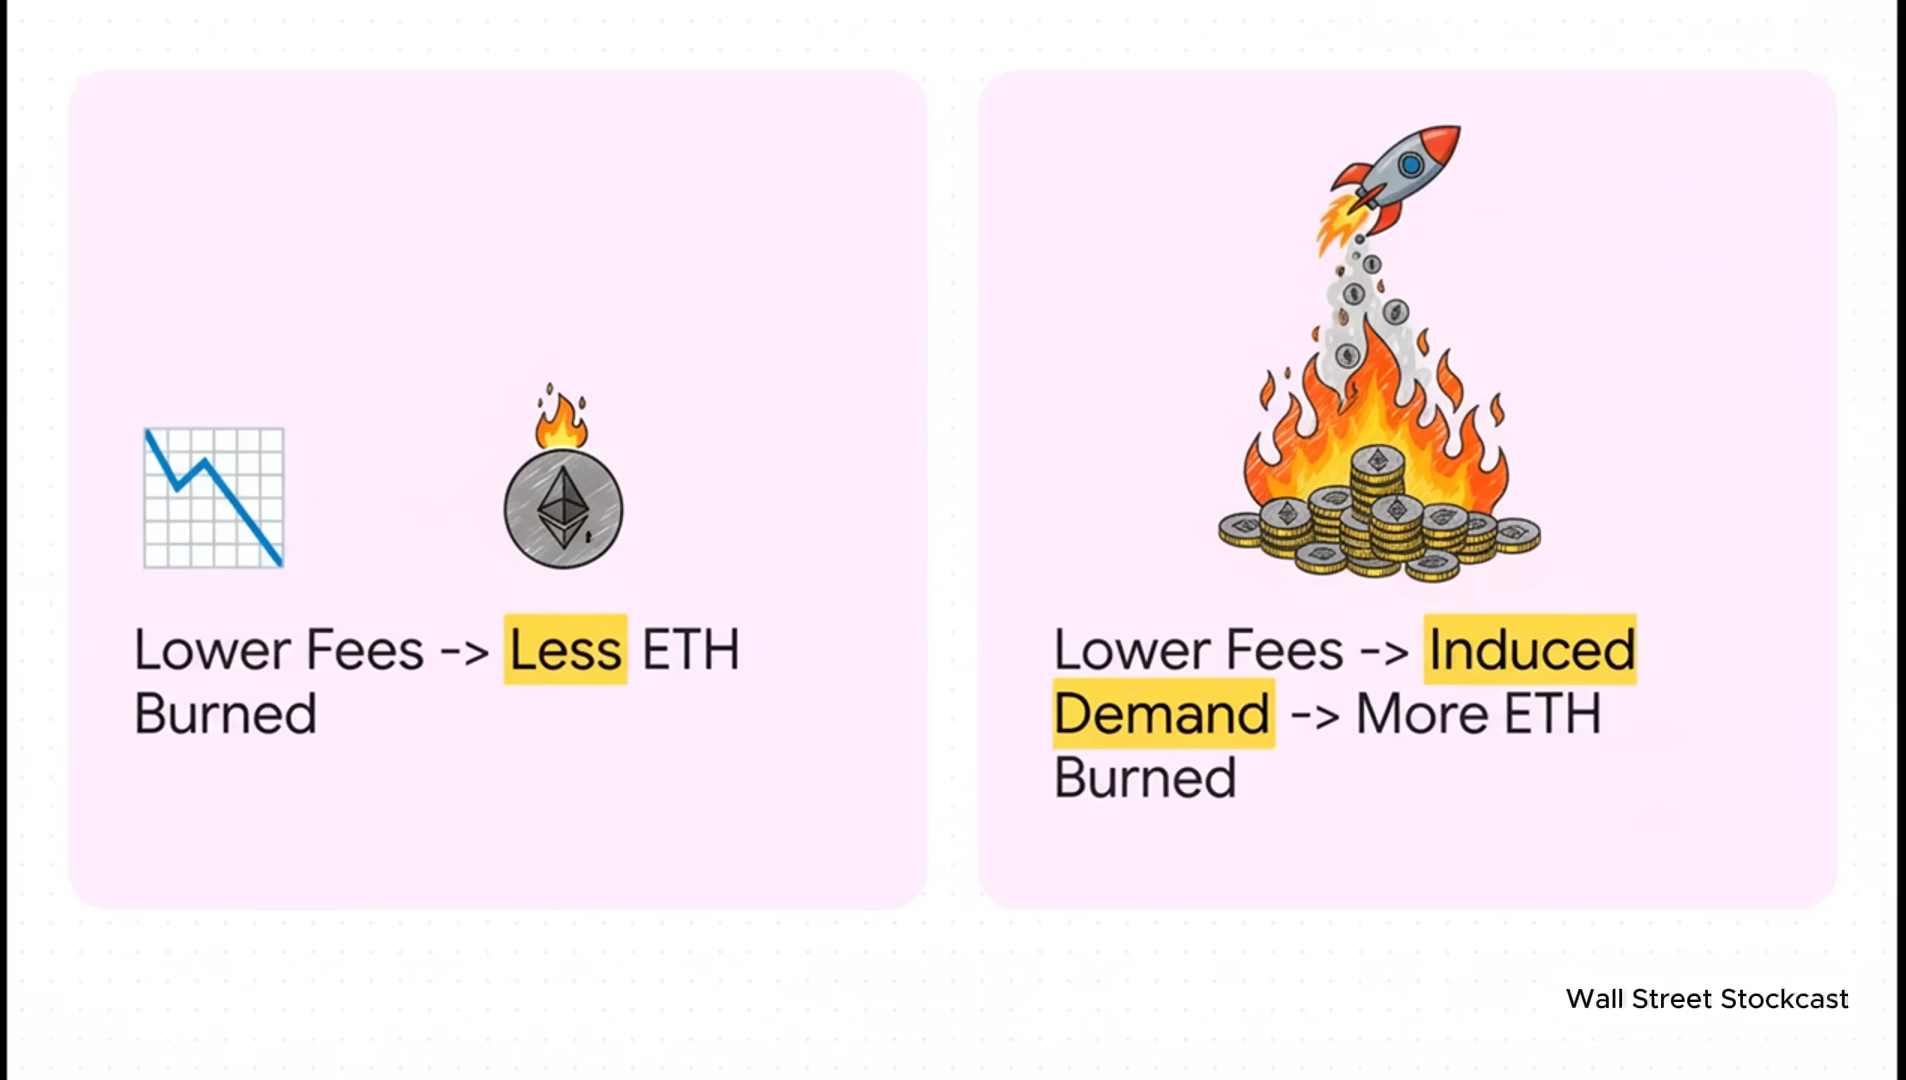 Lower Fees -> Less ETH
Burned
Lower Fees -> Induced
Demand -> More ETH
Burned
Wall Street Stockcast